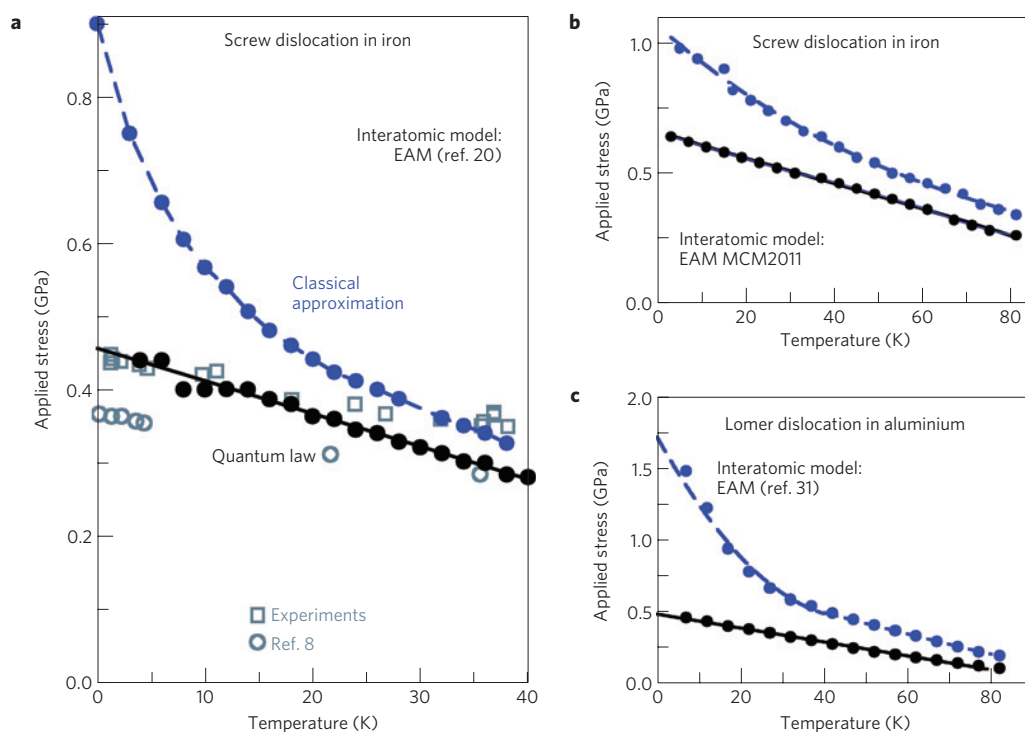 a
Screw dislocation in iron
Interatomic model:
EAM (ref. 20)
Classical
approximation
Quantum law
Experiments
Ref. 8
Applied stress (GPa)
0.8
0.6
0.4
0.2
0.0
0
10
20
30
40
Temperature (K)
b
Screw dislocation in iron
Interatomic model:
EAM MCM2011
Applied stress (GPa)
1.0
0.5
0.0
0
20
40
60
80
Temperature (K)
c
Lomer dislocation in aluminium
Interatomic model:
EAM (ref. 31)
Applied stress (GPa)
2.0
1.5
1.0
0.5
0.0
0
20
40
60
80
Temperature (K)